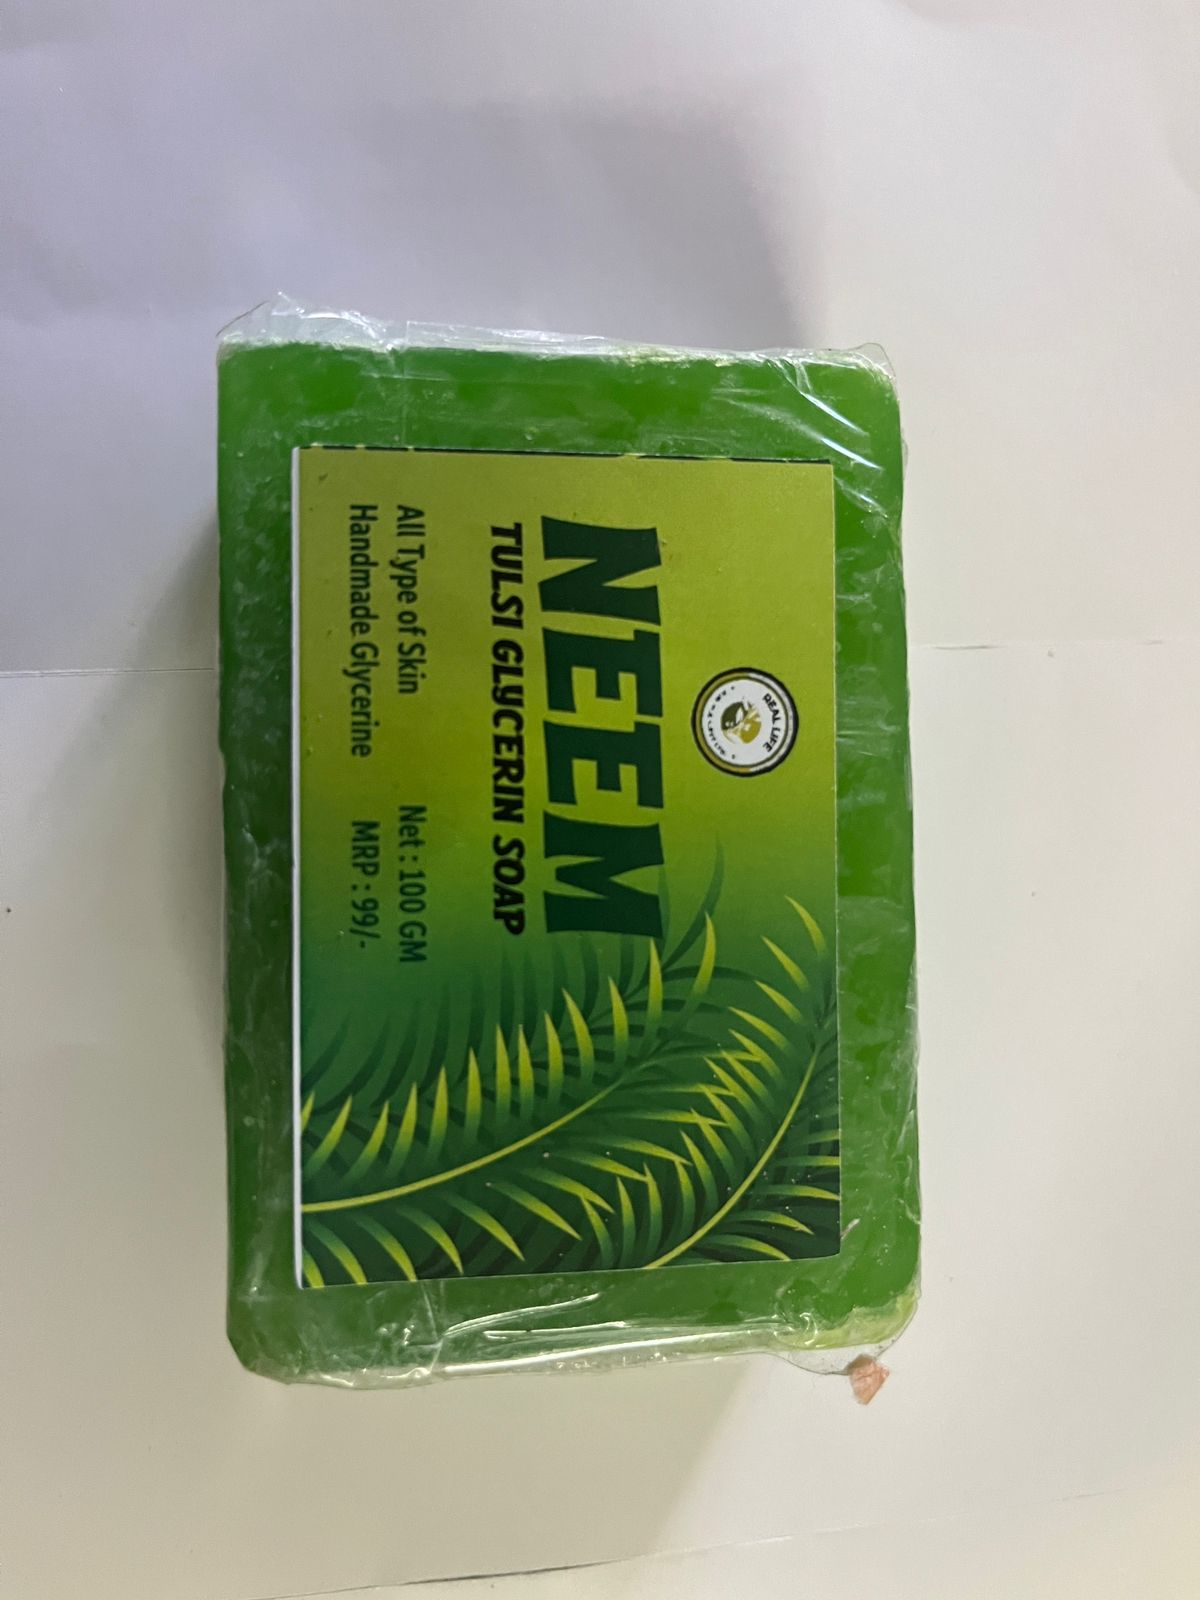 REAL LIFE
NEEM
TULSI GLYCERIN SOAP
All Type of Skin
Net : 100 GM
Handmade Glycerine
MRP : 99/-